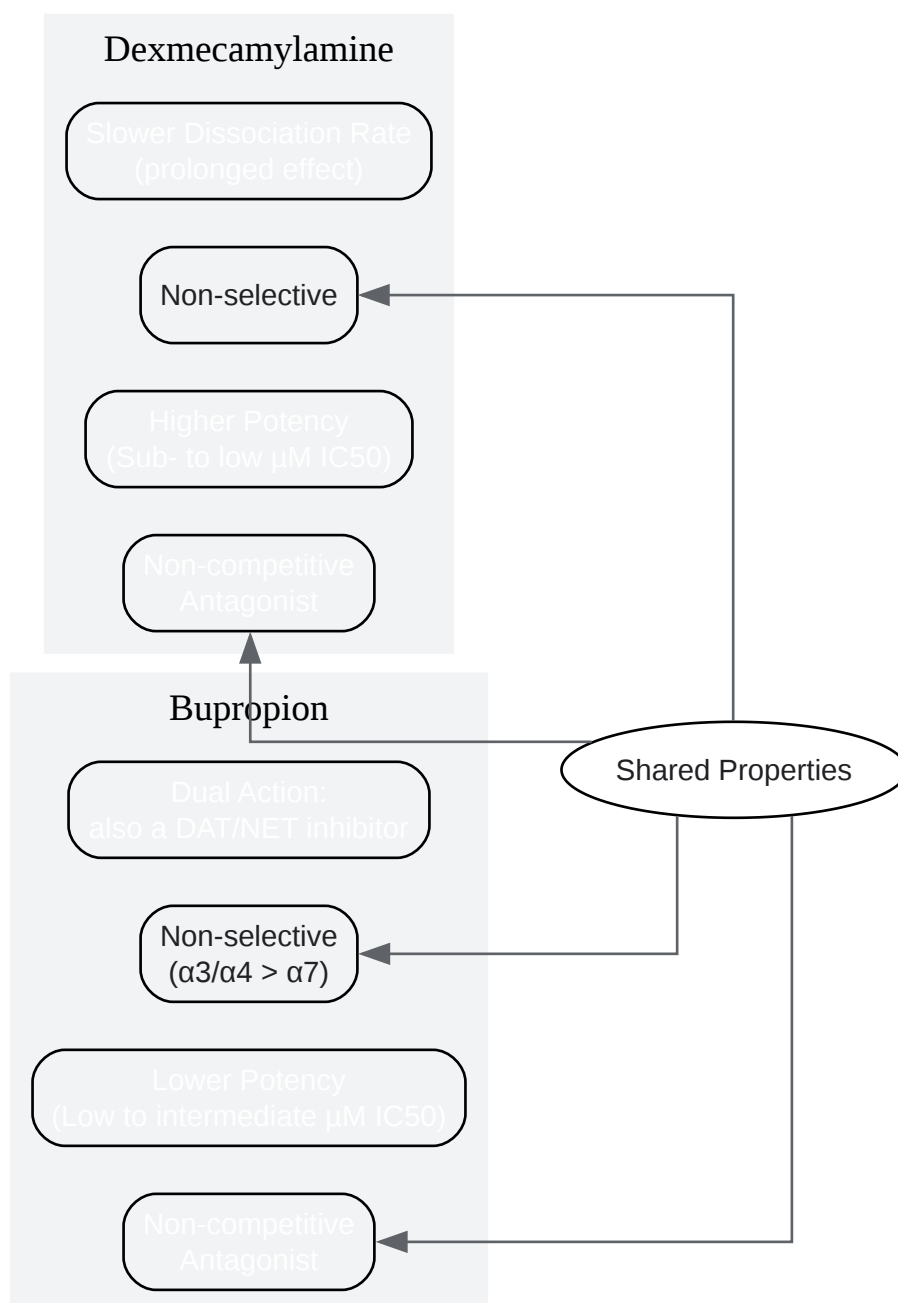 Dexmecamylamine
Slower Dissociation Rate
(prolonged effect)
Non-selective
Higher Potency
(Sub- to low µM IC50)
Non-competitive
Antagonist
Bupropion
Dual Action:
also a DAT/NET inhibitor
Non-selective
(α3/α4 > α7)
Lower Potency
(Low to intermediate µM IC50)
Non-competitive
Antagonist
Shared Properties